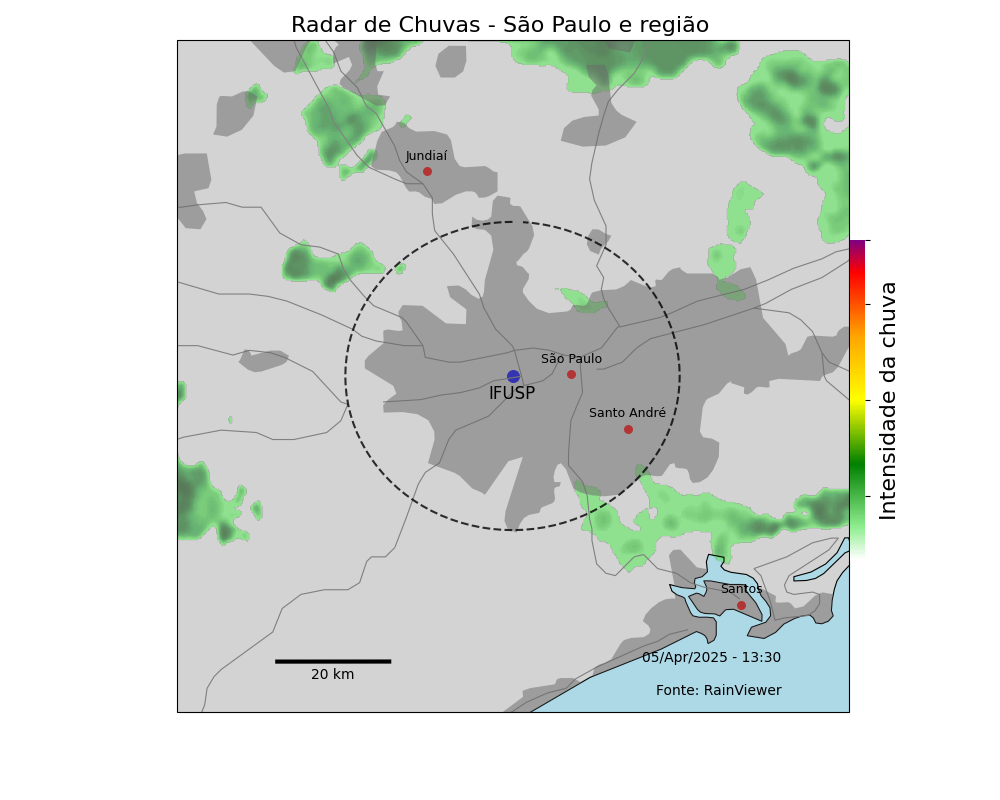 Radar de Chuvas - São Paulo e região
Jundiaí
São Paulo
IFUSP
Santo André
Intensidade da chuva
Santos
05/Apr/2025 - 13:30
20 km
Fonte: RainViewer